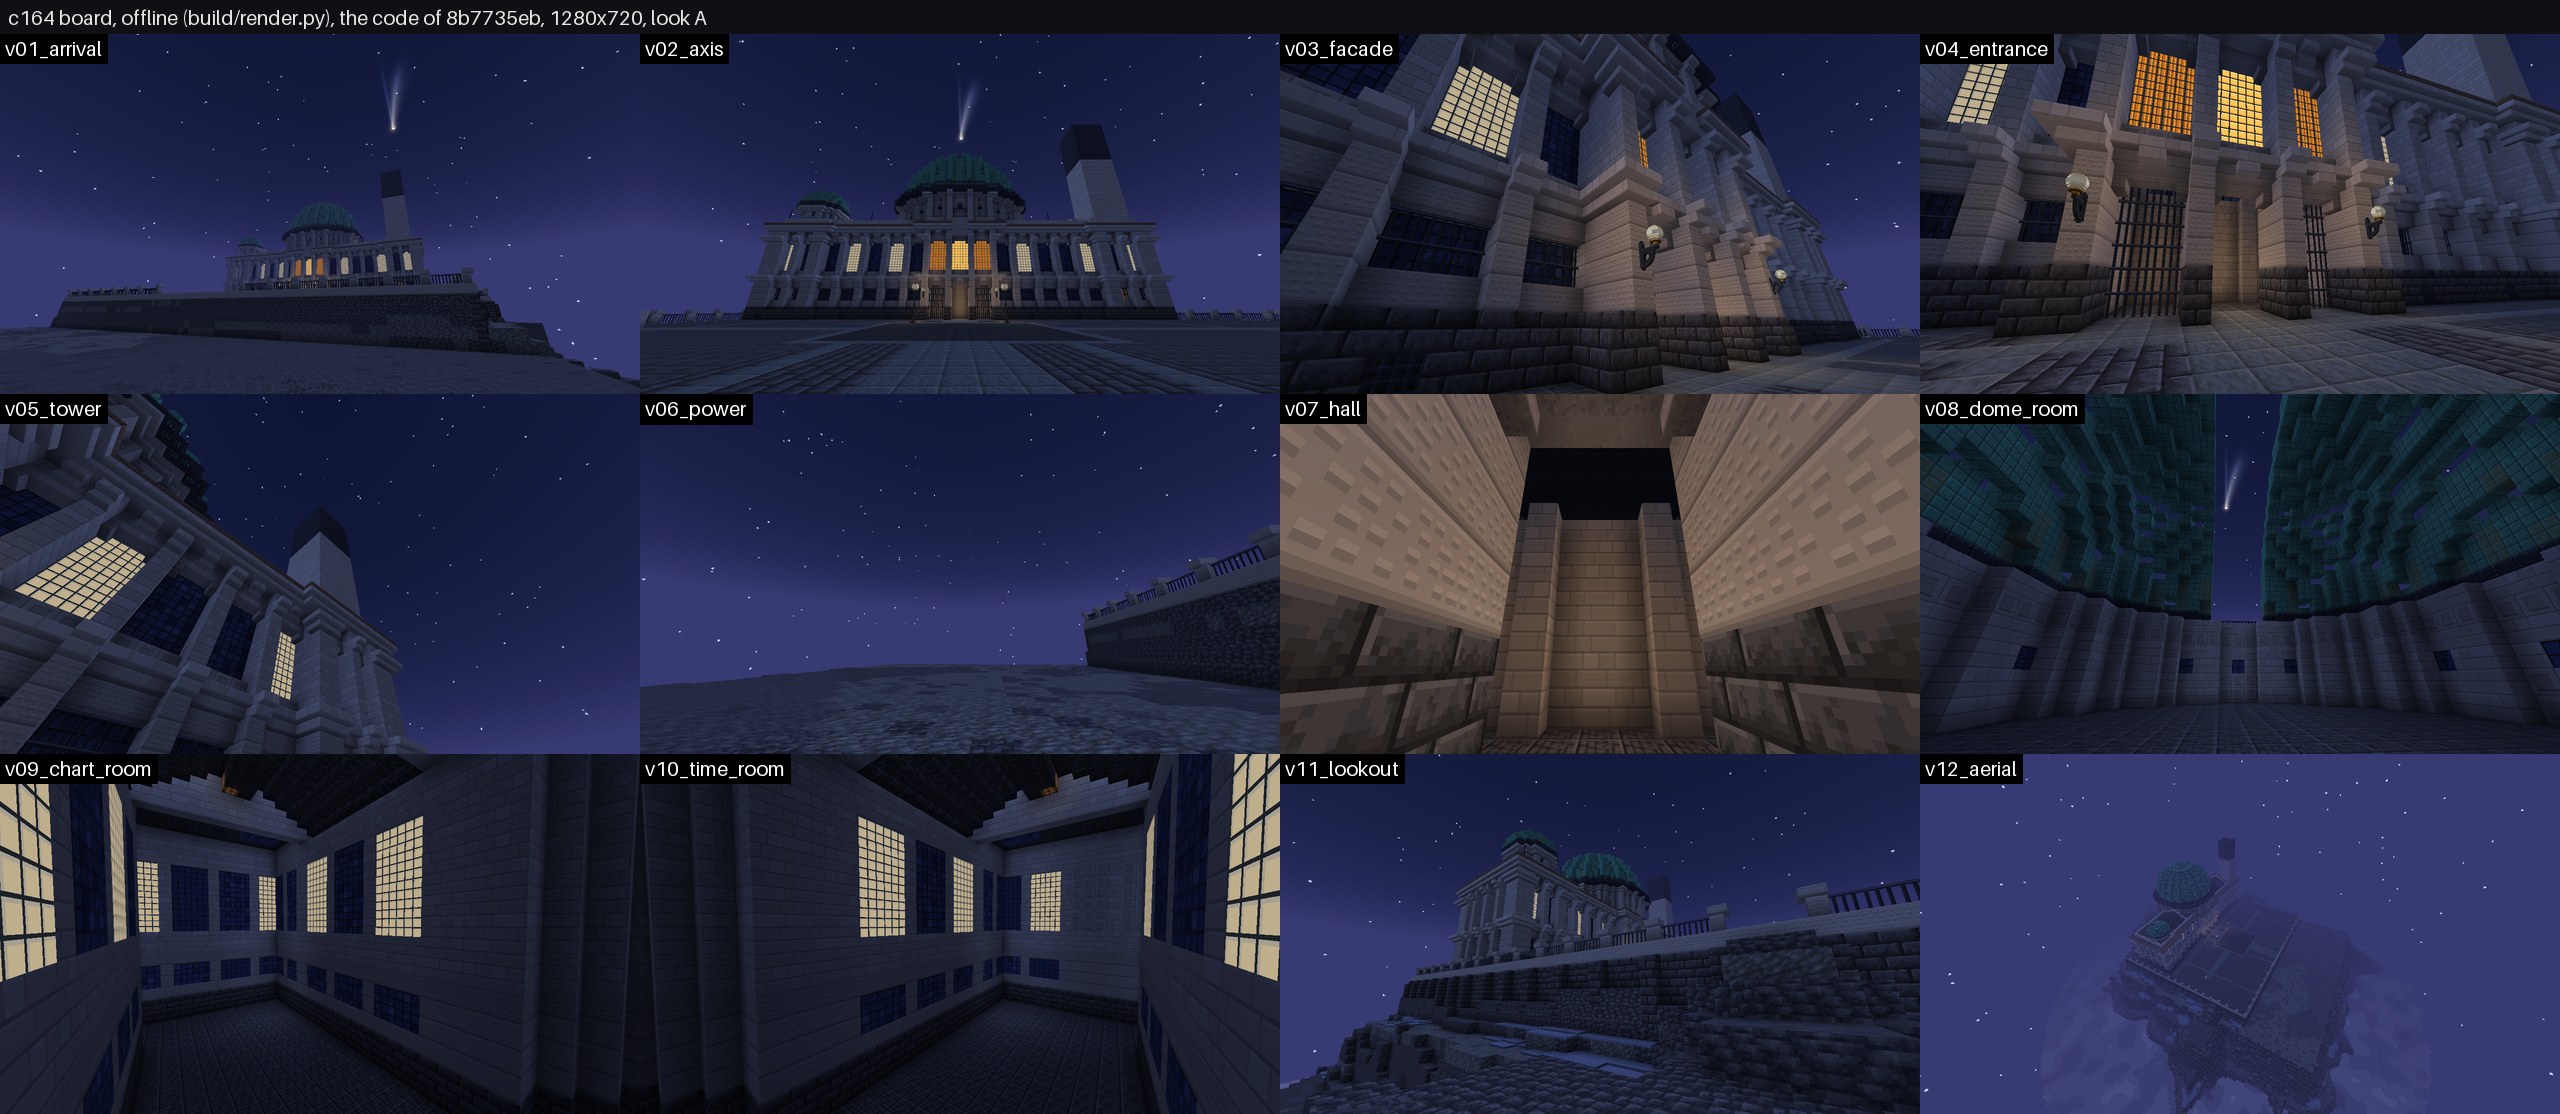 c164 board, offline (build/render.py), the code of 8b7735eb, 1280x720, look A
v01_arrival
v02_axis
v03_facade
v04_entrance
v05_tower
v06_power
v07_hall
v08_dome_room
v09_chart_room
v10_time_room
v11_lookout
v12_aerial